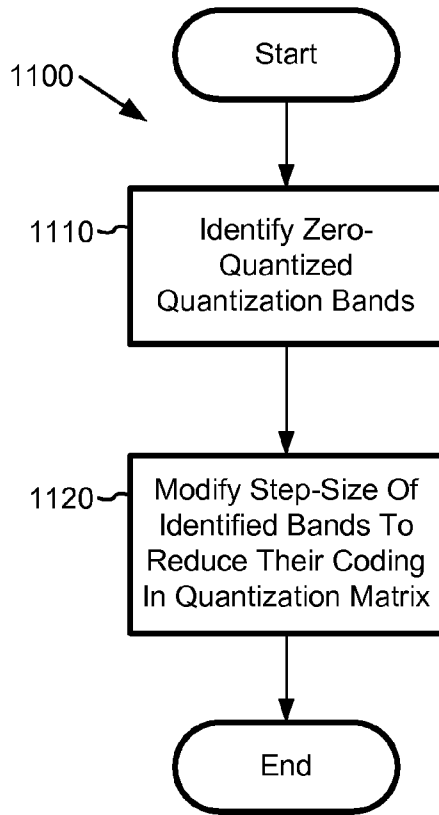 Start
1100
1110
Identify Zero-
Quantized
Quantization Bands
1120
Modify Step-Size Of
Identified Bands To
Reduce Their Coding
In Quantization Matrix
End